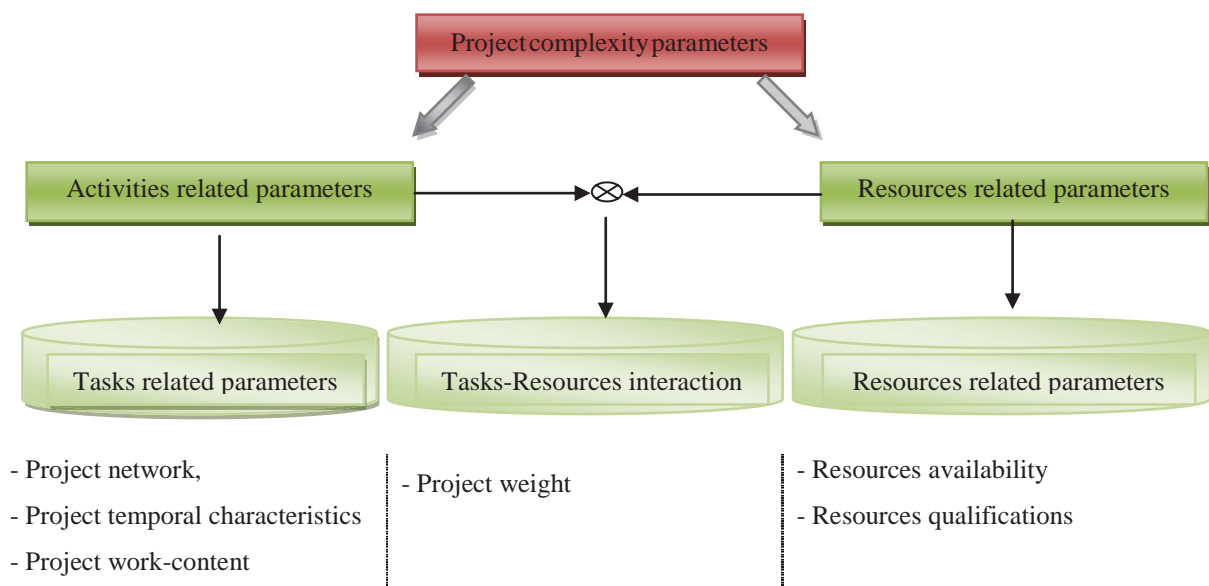 Project complexity parameters
Activities related parameters
Resources related parameters
Tasks related parameters
Tasks-Resources interaction
Resources related parameters
- Project network,
- Project temporal characteristics
- Project work-content
- Project weight
- Resources availability
- Resources qualifications